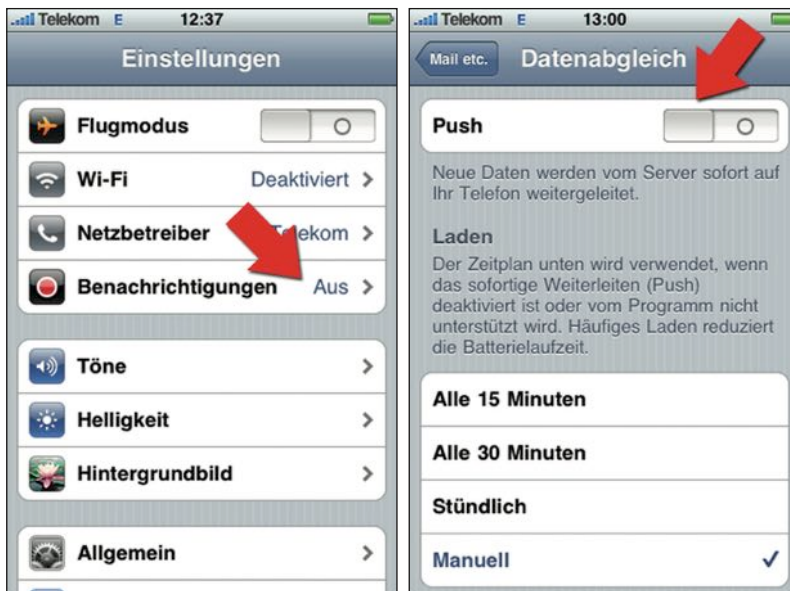 Telekom E 12:37
Einstellungen
Flugmodus
Wi-Fi Deaktiviert
Netzbetreiber Telekom
Benachrichtigungen Aus
Töne
Helligkeit
Hintergrundbild
Allgemein
Telekom E 13:00
Mail etc. Datenabgleich
Push
Neue Daten werden vom Server sofort auf
Ihr Telefon weitergeleitet.
Laden
Der Zeitplan unten wird verwendet, wenn
das sofortige Weiterleiten (Push)
deaktiviert ist oder vom Programm nicht
unterstützt wird. Häufiges Laden reduziert
die Batterielaufzeit.
Alle 15 Minuten
Alle 30 Minuten
Stündlich
Manuell